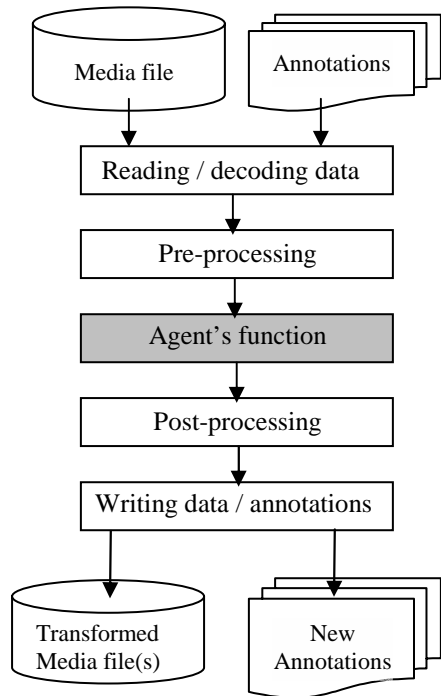 Media file
Annotations
Reading / decoding data
Pre-processing
Agent’s function
Post-processing
Writing data / annotations
Transformed
Media file(s)
New
Annotations